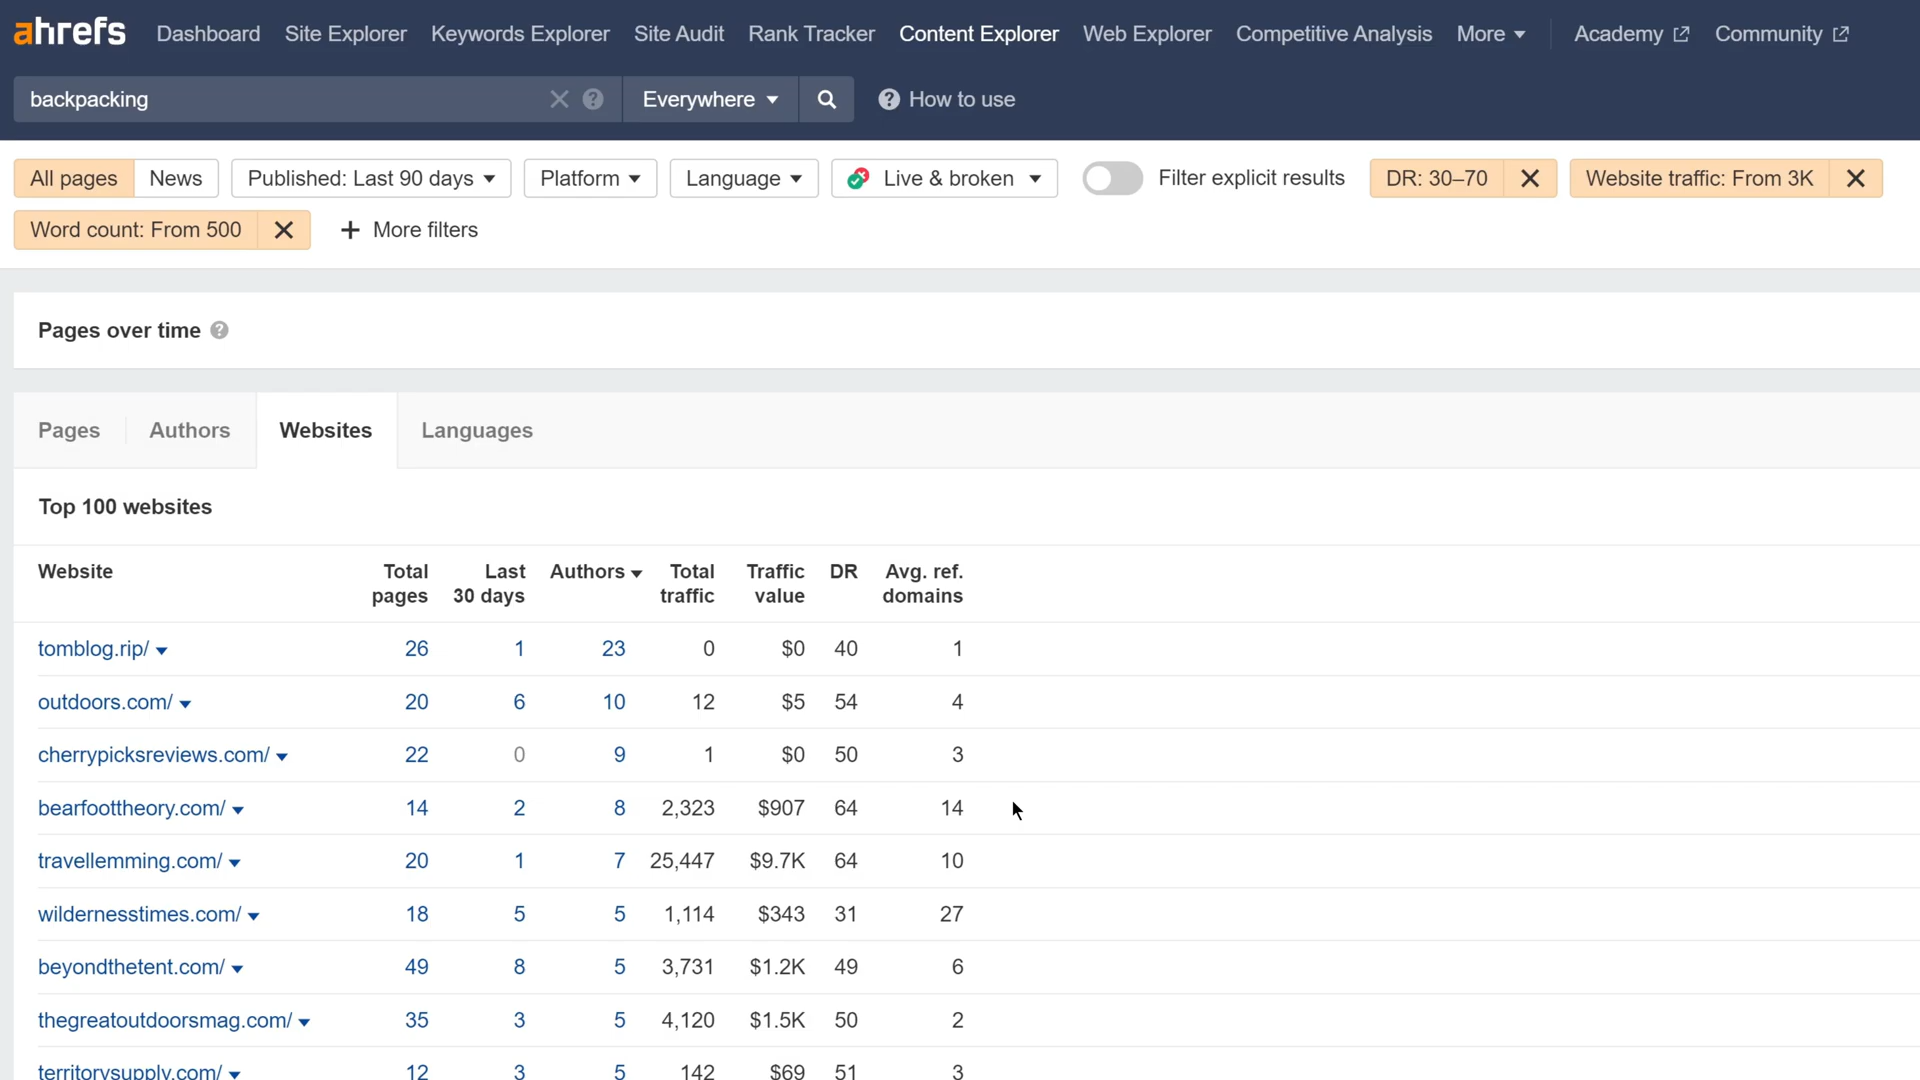 ahrefs Dashboard Site Explorer Keywords Explorer Site Audit Rank Tracker Content Explorer Web Explorer Competitive Analysis More Academy Community
backpacking Everywhere How to use
All pages News Published: Last 90 days Platform Language Live & broken Filter explicit results DR: 30–70 Website traffic: From 3K
Word count: From 500 + More filters
Pages over time
Pages Authors Websites Languages
Top 100 websites
Website Total pages Last 30 days Authors Total traffic Traffic value DR Avg. ref. domains
tomblog.rip/ 26 1 23 0 $0 40 1
outdoors.com/ 20 6 10 12 $5 54 4
cherrypicksreviews.com/ 22 0 9 1 $0 50 3
bearfoottheory.com/ 14 2 8 2,323 $907 64 14
travellemming.com/ 20 1 7 25,447 $9.7K 64 10
wildernesstimes.com/ 18 5 5 1,114 $343 31 27
beyondthetent.com/ 49 8 5 3,731 $1.2K 49 6
thegreatoutdoorsmag.com/ 35 3 5 4,120 $1.5K 50 2
territorysupply.com/ 12 3 5 142 $69 51 3